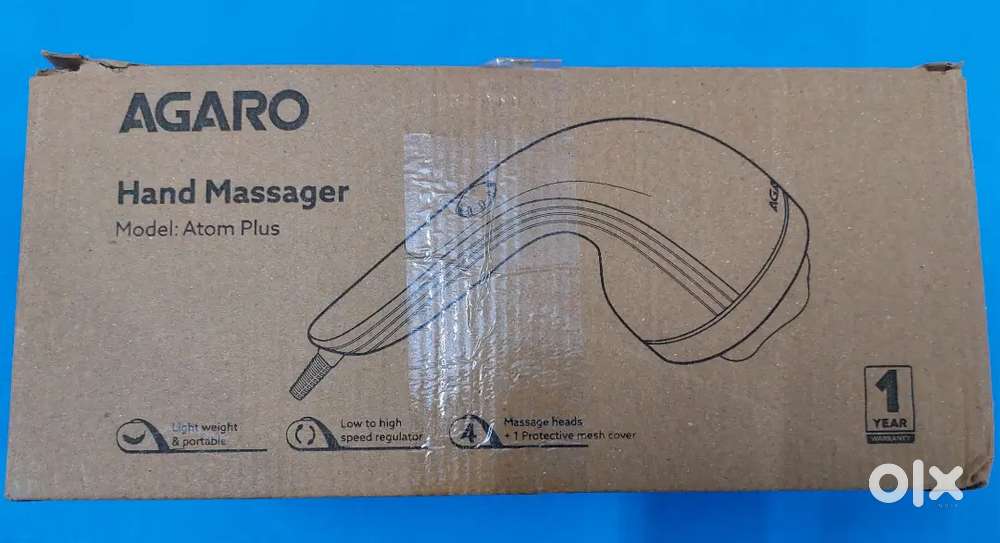 AGARO
Hand Massager
Model: Atom Plus
AGA
Light weight
& portable
Low to high
speed regulator
4
Massage heads
+ 1 Protective mesh cover
1
YEAR
WARRANTY
olx